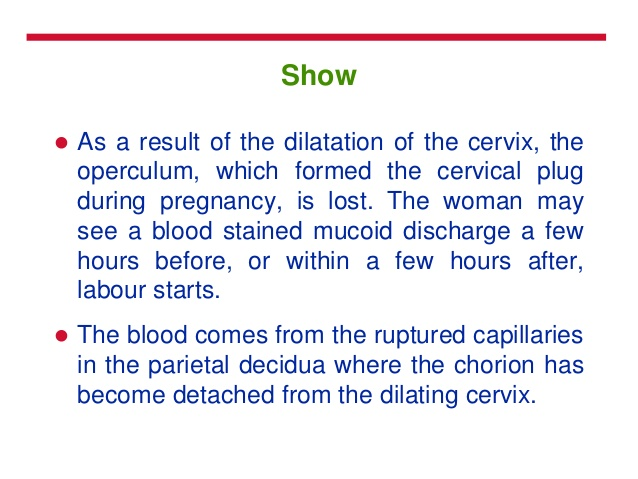 Show
● As a result of the dilatation of the cervix, the
operculum, which formed the cervical plug
during pregnancy, is lost. The woman may
see a blood stained mucoid discharge a few
hours before, or within a few hours after,
labour starts.
● The blood comes from the ruptured capillaries
in the parietal decidua where the chorion has
become detached from the dilating cervix.